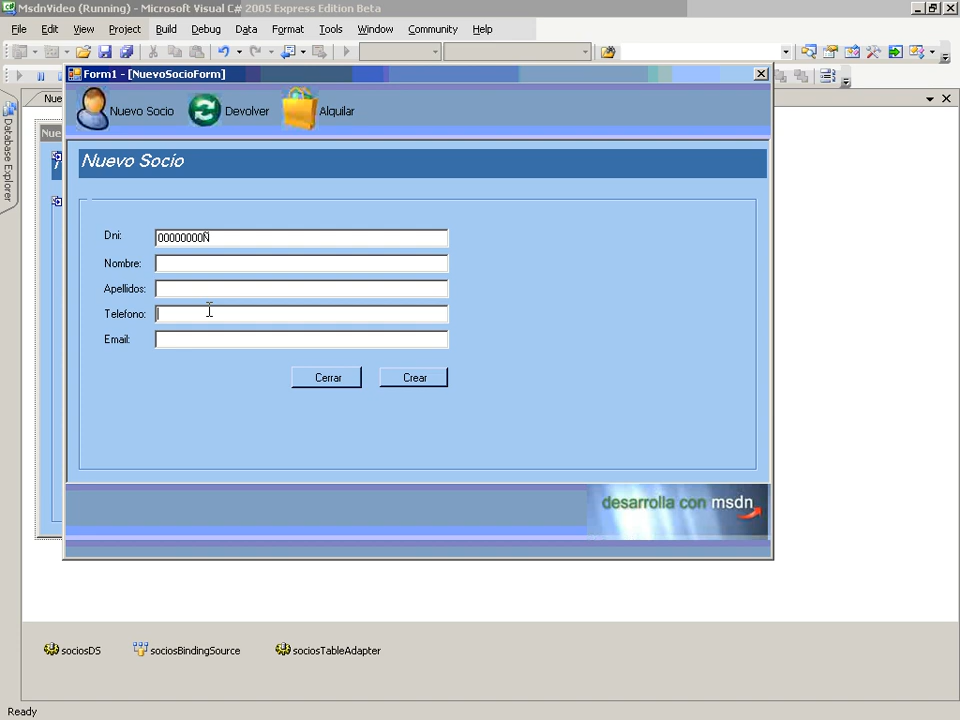 MsdnVideo (Running) - Microsoft Visual C# 2005 Express Edition Beta
File Edit View Project Build Debug Data Format Tools Window Community Help
Form1 - [NuevoSocioForm]
Nue
Database Explorer
Nuevo Socio Devolver Alquilar
Nue
Nuevo Socio
Dni: 00000000Ñ
Nombre:
Apellidos:
Telefono:
Email:
Cerrar Crear
desarrolla con msdn
sociosDS sociosBindingSource sociosTableAdapter
Ready